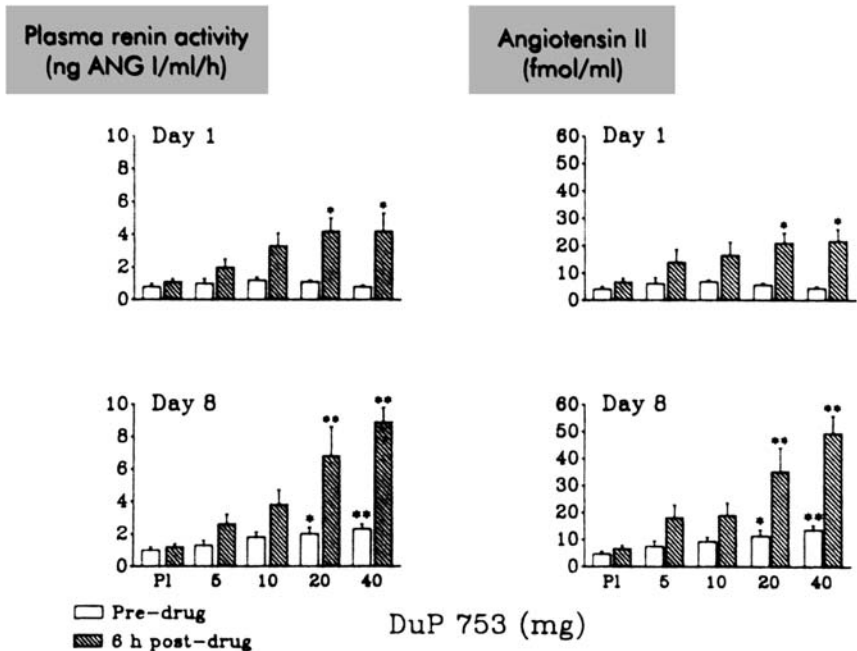 Plasma renin activity
(ng ANG I/ml/h)
Angiotensin II
(fmol/ml)
Day 1
10
8
6
4
2
0
* *
Day 1
60
50
40
30
20
10
0
* *
Day 8
10
8
6
4
2
0
* ** ** **
Pl 5 10 20 40
Day 8
60
50
40
30
20
10
0
* ** ** **
Pl 5 10 20 40
Pre-drug
6 h post-drug
DuP 753 (mg)